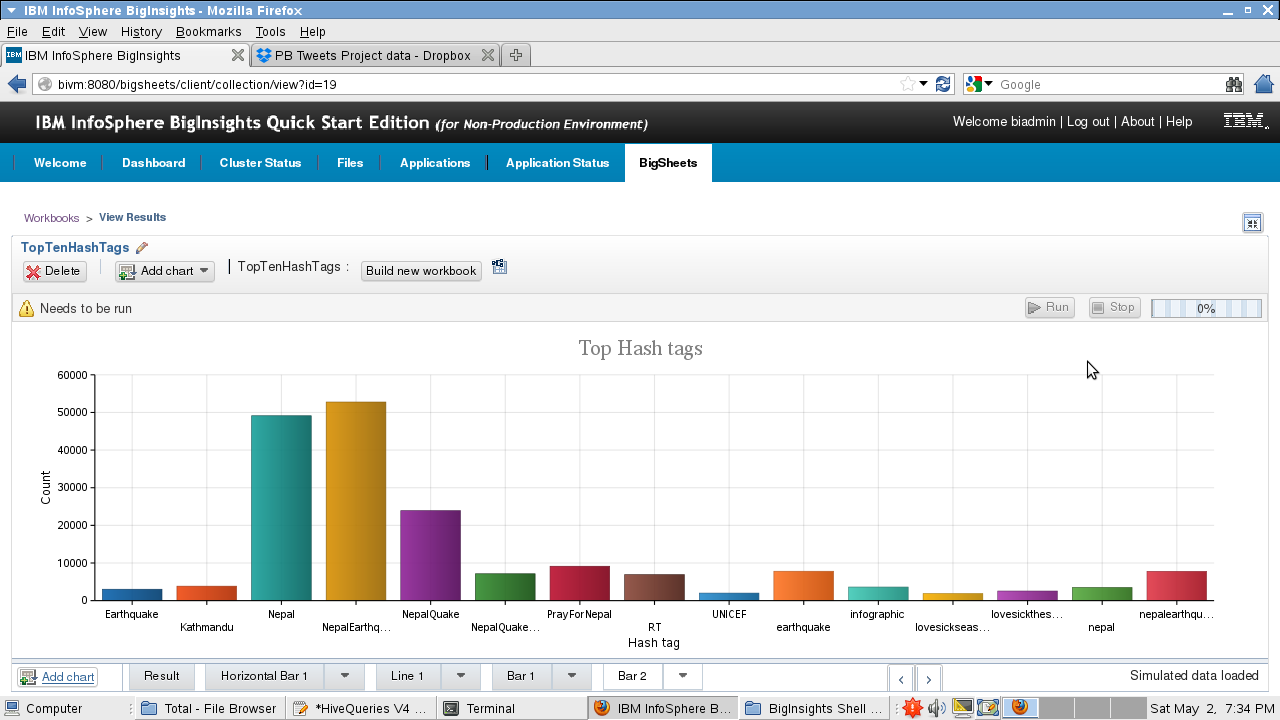 IBM InfoSphere BigInsights - Mozilla Firefox
File Edit View History Bookmarks Tools Help
IBM IBM InfoSphere BigInsights PB Tweets Project data - Dropbox
bivm:8080/bigsheets/client/collection/view?id=19 Google
IBM InfoSphere BigInsights Quick Start Edition (for Non-Production Environment) Welcome biadmin | Log out | About | Help IBM.
Welcome Dashboard Cluster Status Files Applications Application Status BigSheets
Workbooks > View Results
TopTenHashTags
Delete Add chart TopTenHashTags : Build new workbook
Needs to be run Run Stop 0%
Top Hash tags
60000
50000
40000
30000
20000
10000
0
Count
Earthquake Nepal NepalQuake PrayForNepal UNICEF infographic lovesickthes... nepalearthqu...
Kathmandu NepalEarthq... NepalQuake... RT earthquake lovesickseas... nepal
Hash tag
Add chart Result Horizontal Bar 1 Line 1 Bar 1 Bar 2 < > Simulated data loaded
Computer Total - File Browser *HiveQueries V4 ... Terminal IBM InfoSphere B... BigInsights Shell ... Sat May 2, 7:34 PM